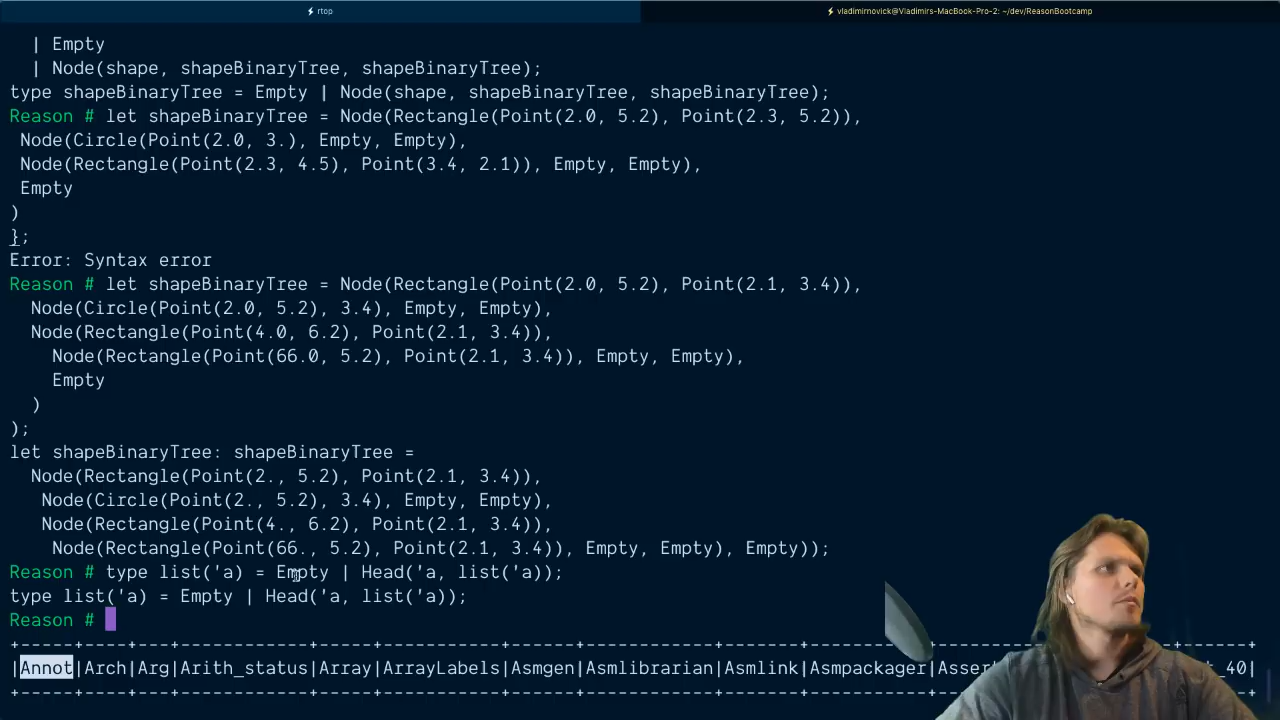 ⚡ rtop
⚡ vladimirnovick@Vladimirs-MacBook-Pro-2: ~/dev/ReasonBootcamp
| Empty
| Node(shape, shapeBinaryTree, shapeBinaryTree);
type shapeBinaryTree = Empty | Node(shape, shapeBinaryTree, shapeBinaryTree);
Reason # let shapeBinaryTree = Node(Rectangle(Point(2.0, 5.2), Point(2.3, 5.2)),
Node(Circle(Point(2.0, 3.), Empty, Empty),
Node(Rectangle(Point(2.3, 4.5), Point(3.4, 2.1)), Empty, Empty),
Empty
)
};
Error: Syntax error
Reason # let shapeBinaryTree = Node(Rectangle(Point(2.0, 5.2), Point(2.1, 3.4)),
Node(Circle(Point(2.0, 5.2), 3.4), Empty, Empty),
Node(Rectangle(Point(4.0, 6.2), Point(2.1, 3.4)),
Node(Rectangle(Point(66.0, 5.2), Point(2.1, 3.4)), Empty, Empty),
Empty
)
);
let shapeBinaryTree: shapeBinaryTree =
Node(Rectangle(Point(2., 5.2), Point(2.1, 3.4)),
Node(Circle(Point(2., 5.2), 3.4), Empty, Empty),
Node(Rectangle(Point(4., 6.2), Point(2.1, 3.4)),
Node(Rectangle(Point(66., 5.2), Point(2.1, 3.4)), Empty, Empty), Empty));
Reason # type list('a) = Empty | Head('a, list('a));
type list('a) = Empty | Head('a, list('a));
Reason #
|Annot|Arch|Arg|Arith_status|Array|ArrayLabels|Asmgen|Asmlibrarian|Asmlink|Asmpackager|